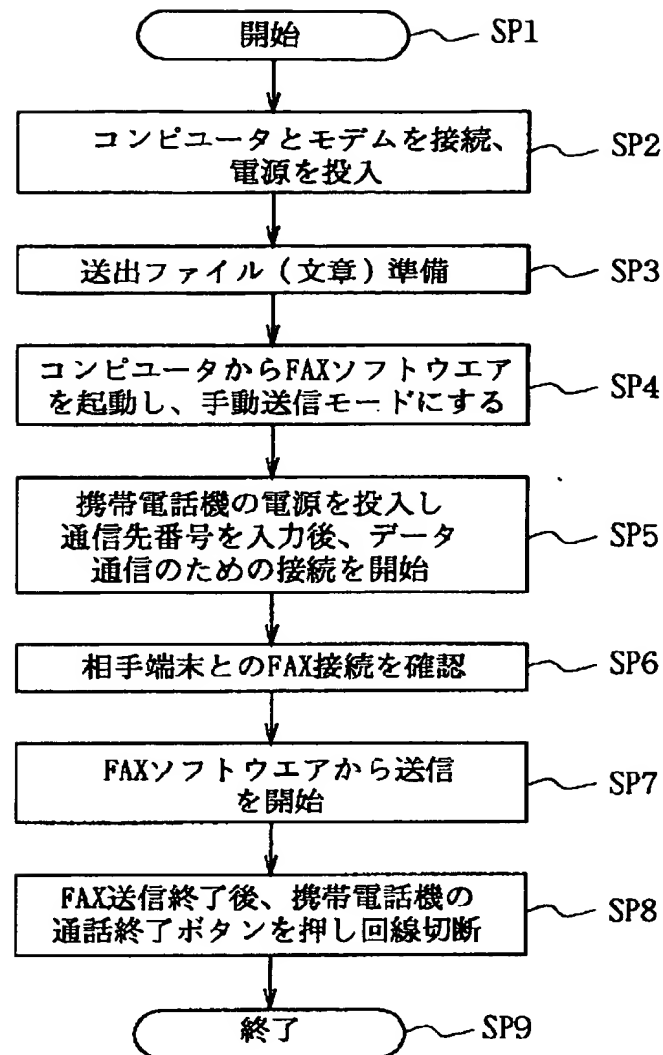 開始 SP1
コンピユータとモデムを接続、
電源を投入 SP2
送出ファイル（文章）準備 SP3
コンピユータからFAXソフトウエア
を起動し、手動送信モードにする SP4
携帯電話機の電源を投入し
通信先番号を入力後、データ SP5
通信のための接続を開始
相手端末とのFAX接続を確認 SP6
FAXソフトウエアから送信
を開始 SP7
FAX送信終了後、携帯電話機の
通話終了ボタンを押し回線切断 SP8
終了 SP9